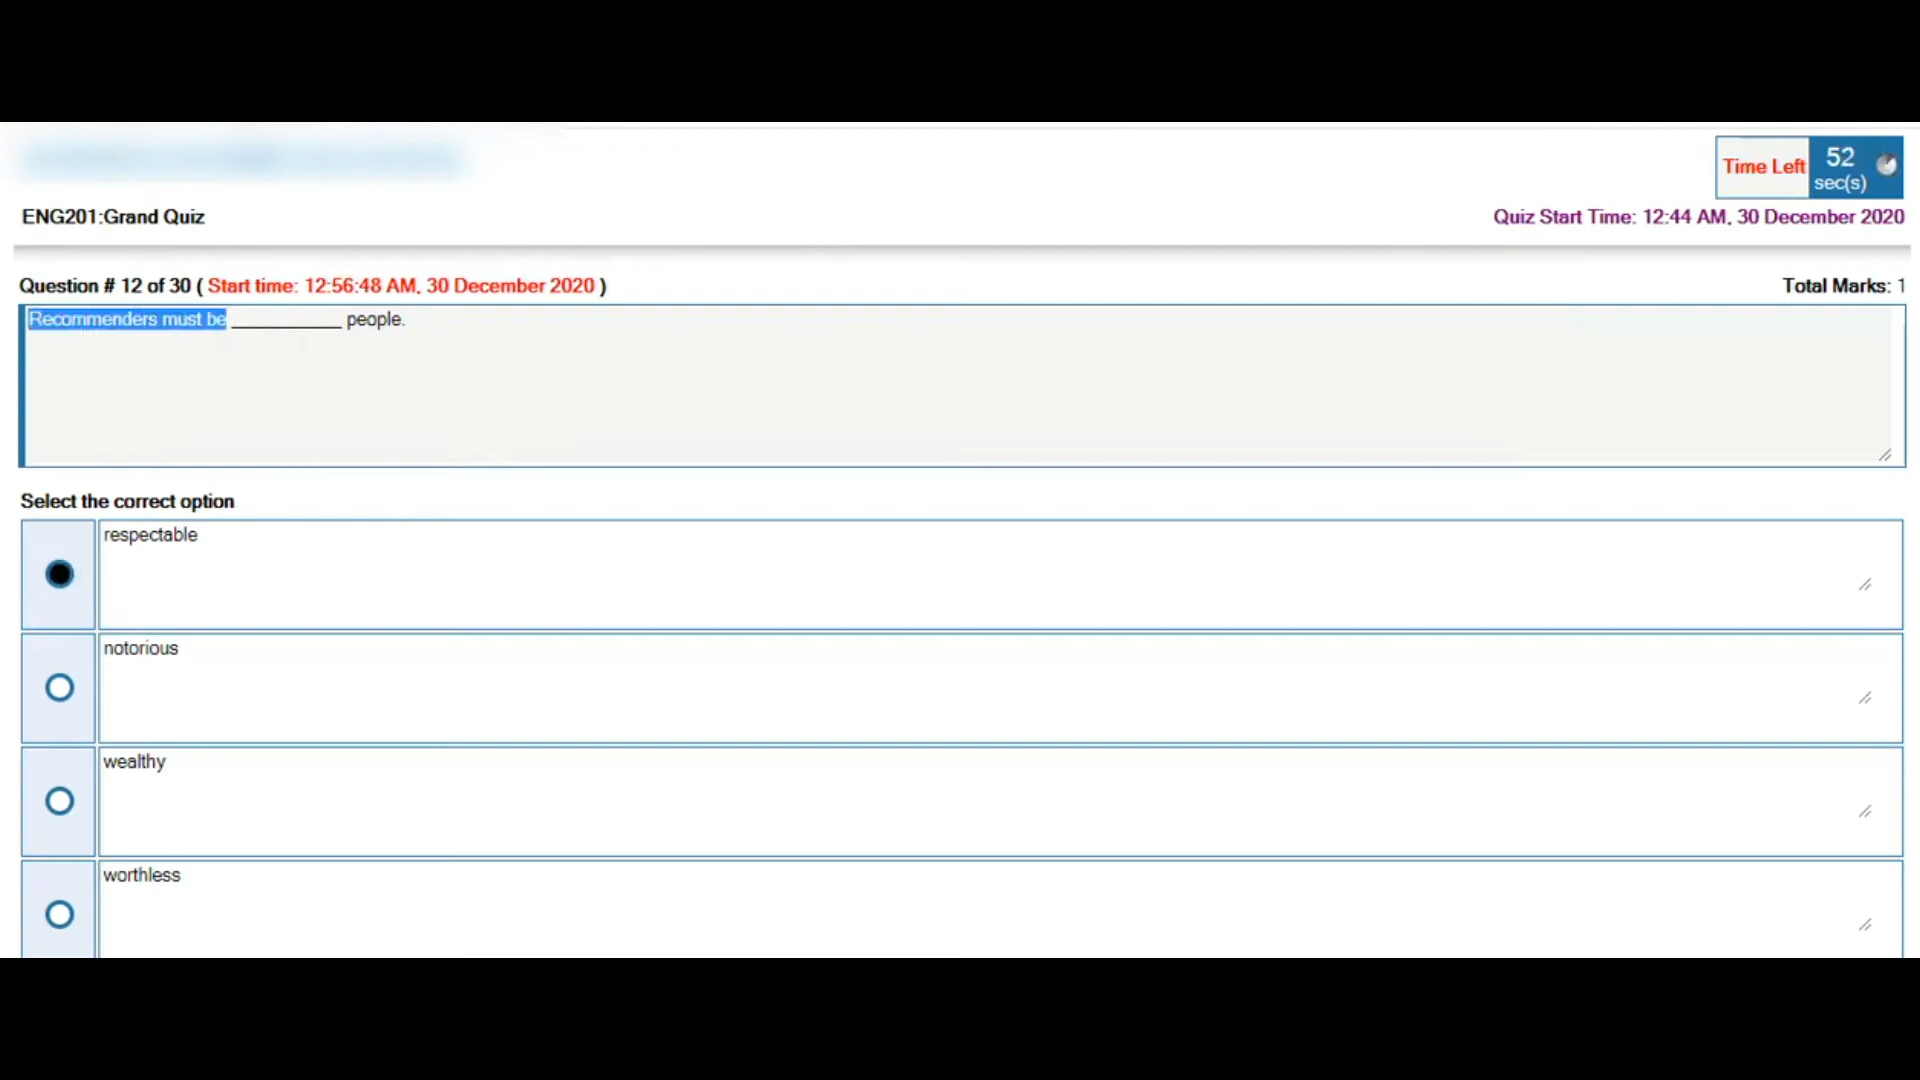 Time Left 52 sec(s)
ENG201:Grand Quiz
Quiz Start Time: 12:44 AM, 30 December 2020
Question # 12 of 30 ( Start time: 12:56:48 AM, 30 December 2020 )
Total Marks: 1
Recommenders must be ___________ people.
Select the correct option
respectable
notorious
wealthy
worthless